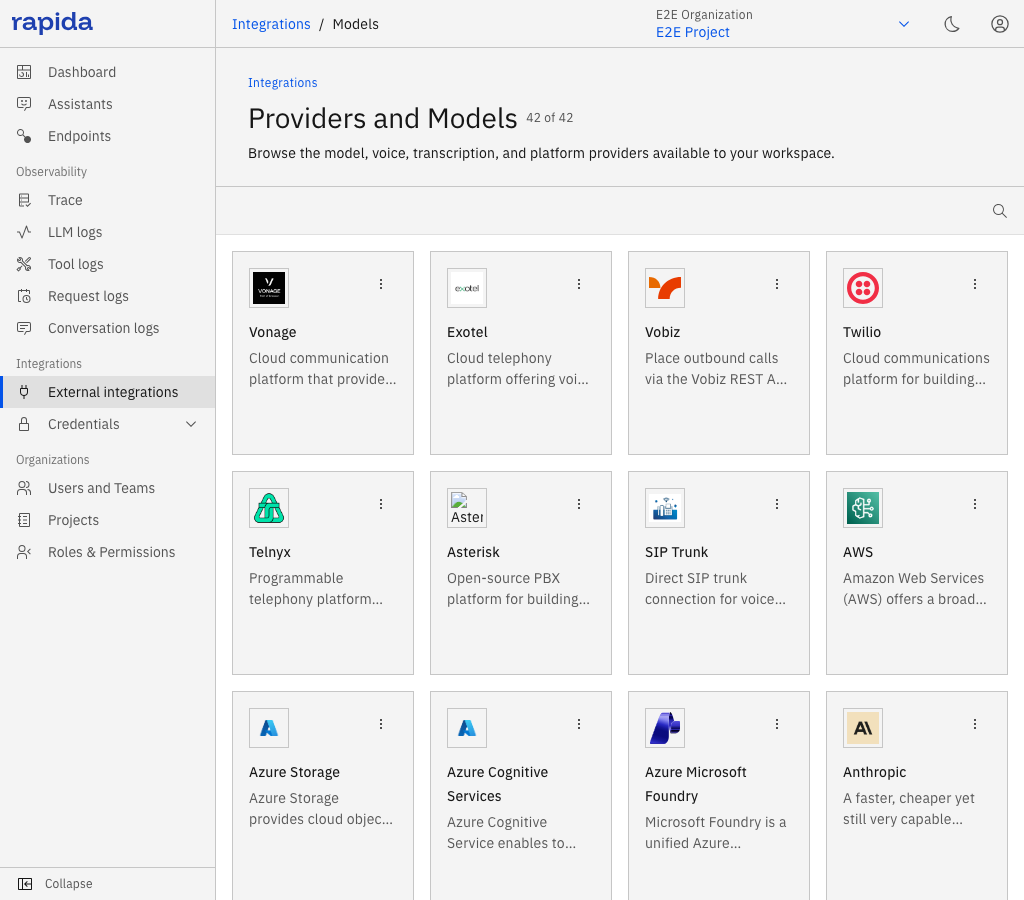 rapida
Integrations / Models
E2E Organization
E2E Project
Dashboard
Assistants
Endpoints
Observability
Trace
LLM logs
Tool logs
Request logs
Conversation logs
Integrations
External integrations
Credentials
Organizations
Users and Teams
Projects
Roles & Permissions
Collapse
Integrations
Providers and Models 42 of 42
Browse the model, voice, transcription, and platform providers available to your workspace.
VONAGE
Vonage
Cloud communication
platform that provide...
exotel
Exotel
Cloud telephony
platform offering voi...
Vobiz
Place outbound calls
via the Vobiz REST A...
Twilio
Cloud communications
platform for building...
Telnyx
Programmable
telephony platform...
Aster
Asterisk
Open-source PBX
platform for building...
SIP Trunk
Direct SIP trunk
connection for voice...
AWS
Amazon Web Services
(AWS) offers a broad...
Azure Storage
Azure Storage
provides cloud objec...
Azure Cognitive
Services
Azure Cognitive
Service enables to...
Azure Microsoft
Foundry
Microsoft Foundry is a
unified Azure...
A\
Anthropic
A faster, cheaper yet
still very capable...